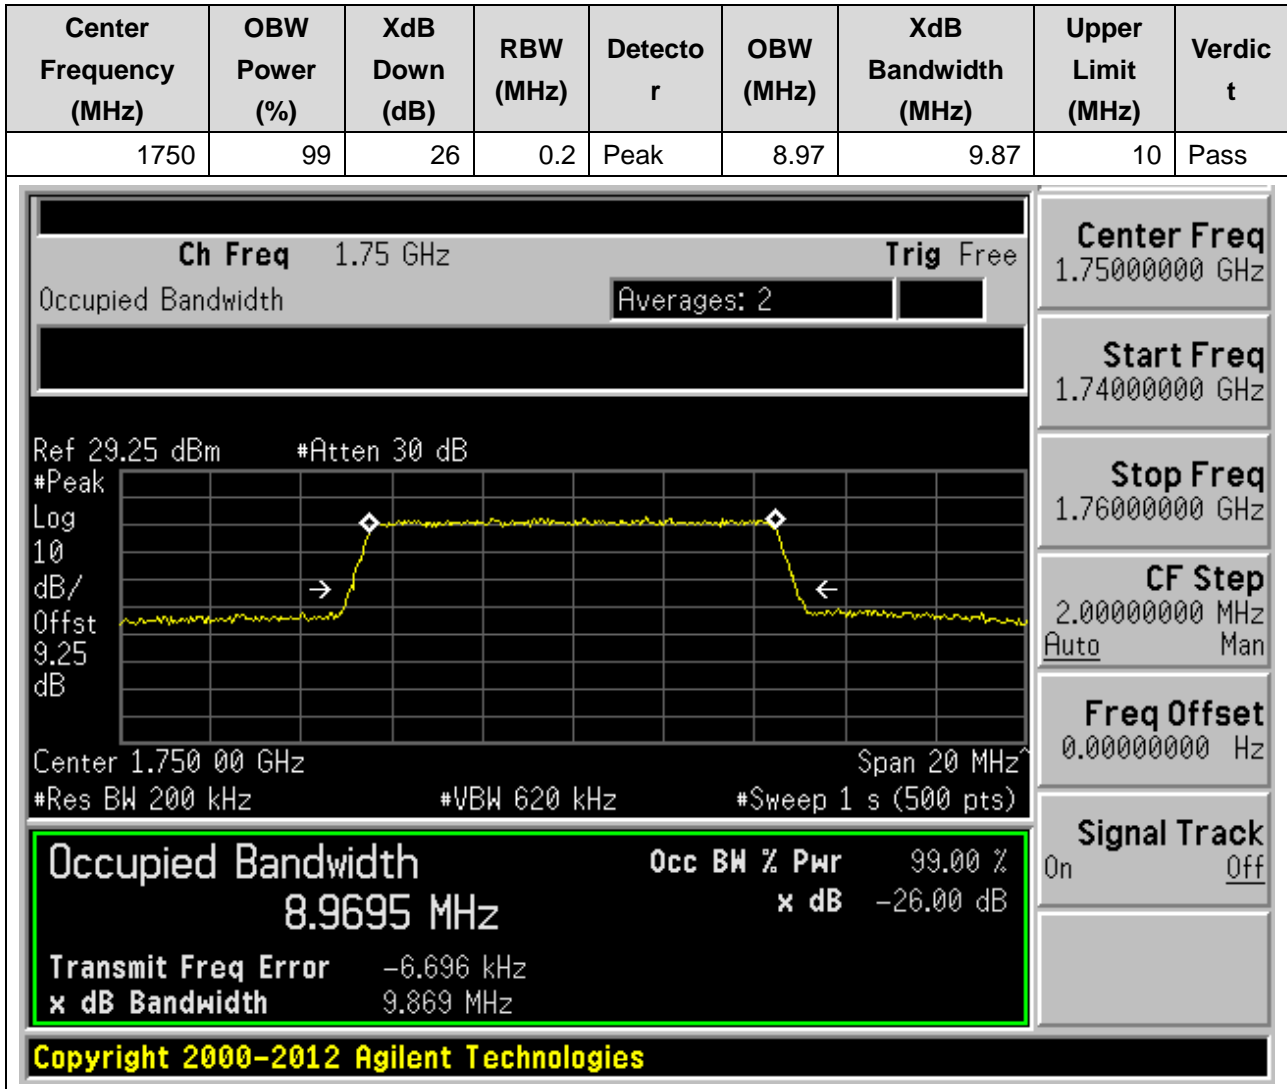 Center Frequency (MHz) OBW Power (%) XdB Down (dB) RBW (MHz) Detecto r OBW (MHz) XdB Bandwidth (MHz) Upper Limit (MHz) Verdic t
1750 99 26 0.2 Peak 8.97 9.87 10 Pass
Ch Freq 1.75 GHz Trig Free
Occupied Bandwidth Averages: 2
Ref 29.25 dBm #Atten 30 dB
#Peak
Log
10
dB/
Offst
9.25
dB
Center 1.750 00 GHz Span 20 MHz^
#Res BW 200 kHz #VBW 620 kHz #Sweep 1 s (500 pts)
Occupied Bandwidth Occ BW % Pwr 99.00 %
8.9695 MHz x dB -26.00 dB
Transmit Freq Error -6.696 kHz
x dB Bandwidth 9.869 MHz
Copyright 2000-2012 Agilent Technologies
Center Freq
1.75000000 GHz
Start Freq
1.74000000 GHz
Stop Freq
1.76000000 GHz
CF Step
2.00000000 MHz
Auto Man
Freq Offset
0.00000000 Hz
Signal Track
On Off